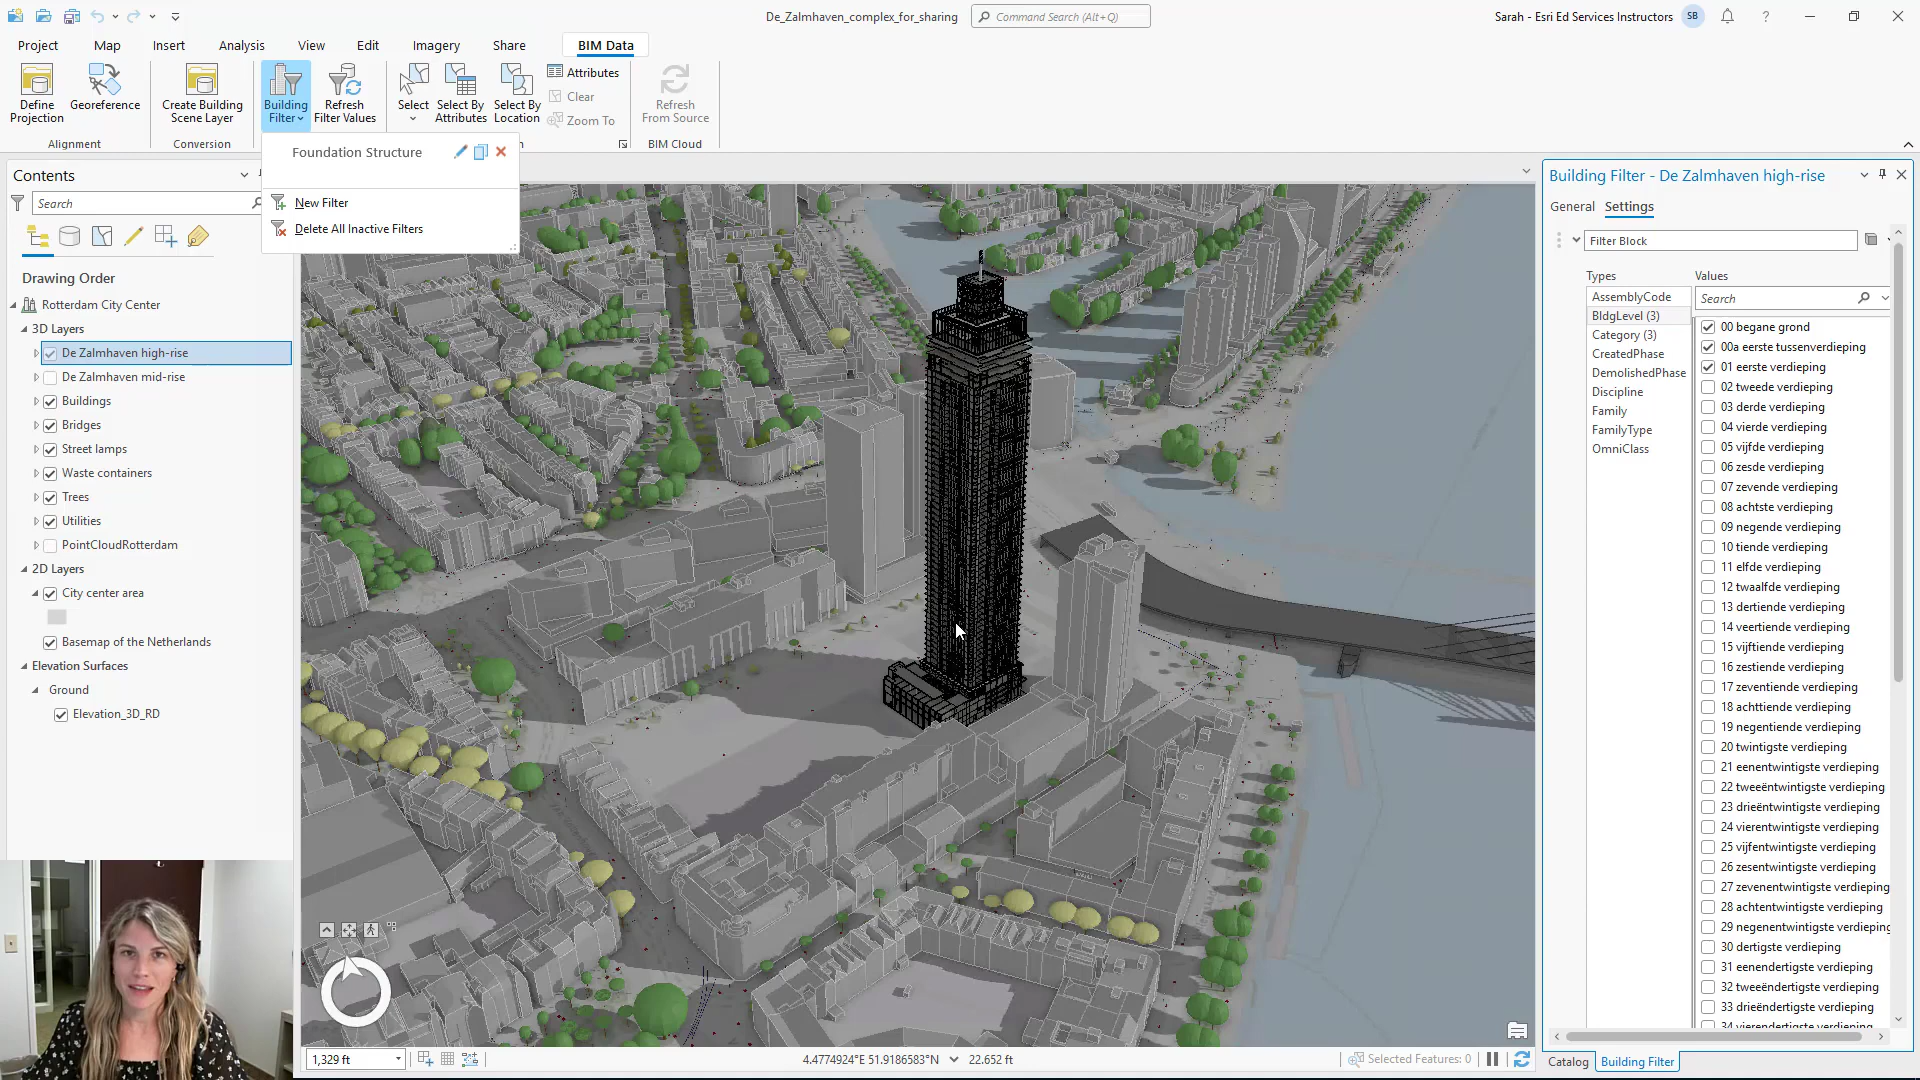 De_Zalmhaven_complex_for_sharing
Command Search (Alt+Q)
Sarah - Esri Ed Services Instructors
SB
Project
Map
Insert
Analysis
View
Edit
Imagery
Share
BIM Data
Define
Projection
Georeference
Create Building
Scene Layer
Building
Filter
Refresh
Filter Values
Select
Select By
Attributes
Select By
Location
Attributes
Clear
Zoom To
Refresh
From Source
Alignment
Conversion
BIM Cloud
Foundation Structure
New Filter
Delete All Inactive Filters
Contents
Search
Drawing Order
Rotterdam City Center
3D Layers
De Zalmhaven high-rise
De Zalmhaven mid-rise
Buildings
Bridges
Street lamps
Waste containers
Trees
Utilities
PointCloudRotterdam
2D Layers
City center area
Basemap of the Netherlands
Elevation Surfaces
Ground
Elevation_3D_RD
1,329 ft
4.4774924°E 51.9186583°N
22.652 ft
Selected Features: 0
Building Filter - De Zalmhaven high-rise
General
Settings
Filter Block
Types
AssemblyCode
BldgLevel (3)
Category (3)
CreatedPhase
DemolishedPhase
Discipline
Family
FamilyType
OmniClass
Values
Search
00 begane grond
00a eerste tussenverdieping
01 eerste verdieping
02 tweede verdieping
03 derde verdieping
04 vierde verdieping
05 vijfde verdieping
06 zesde verdieping
07 zevende verdieping
08 achtste verdieping
09 negende verdieping
10 tiende verdieping
11 elfde verdieping
12 twaalfde verdieping
13 dertiende verdieping
14 veertiende verdieping
15 vijftiende verdieping
16 zestiende verdieping
17 zeventiende verdieping
18 achttiende verdieping
19 negentiende verdieping
20 twintigste verdieping
21 eenentwintigste verdieping
22 tweeëntwintigste verdieping
23 drieëntwintigste verdieping
24 vierentwintigste verdieping
25 vijfentwintigste verdieping
26 zesentwintigste verdieping
27 zevenentwintigste verdieping
28 achtentwintigste verdieping
29 negenentwintigste verdieping
30 dertigste verdieping
31 eenendertigste verdieping
32 tweeëndertigste verdieping
33 drieëndertigste verdieping
34 vierendertigste verdieping
Catalog
Building Filter